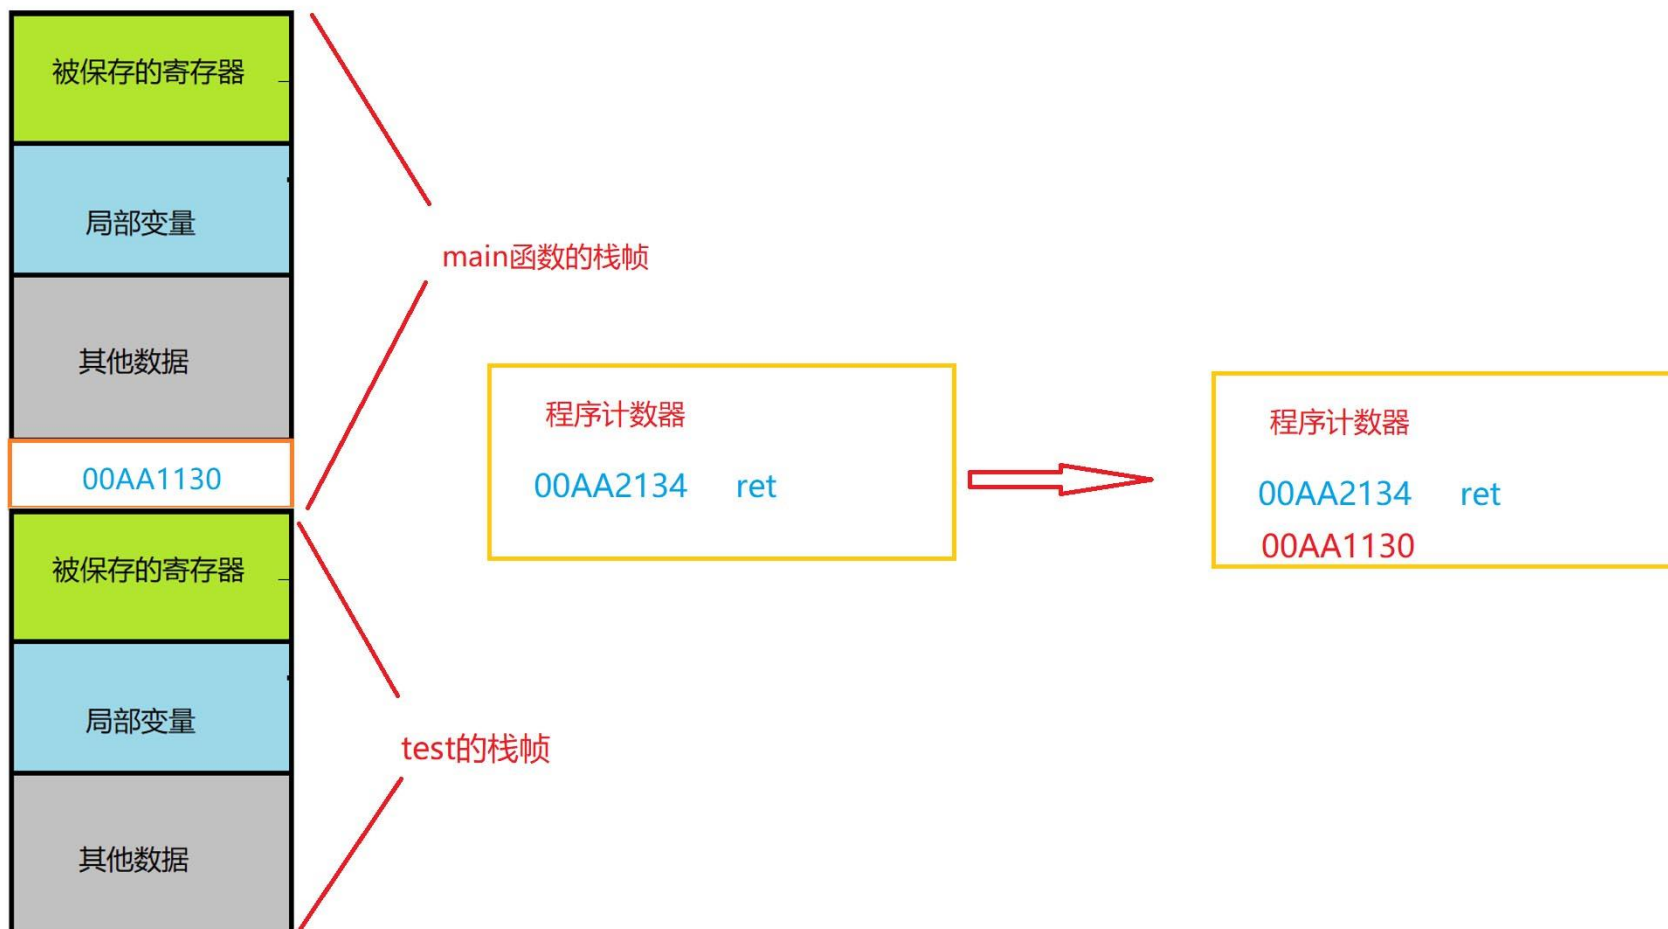 被保存的寄存器
局部变量
其他数据
00AA1130
被保存的寄存器
局部变量
其他数据
main函数的栈帧
test的栈帧
程序计数器
00AA2134 ret
程序计数器
00AA2134 ret
00AA1130